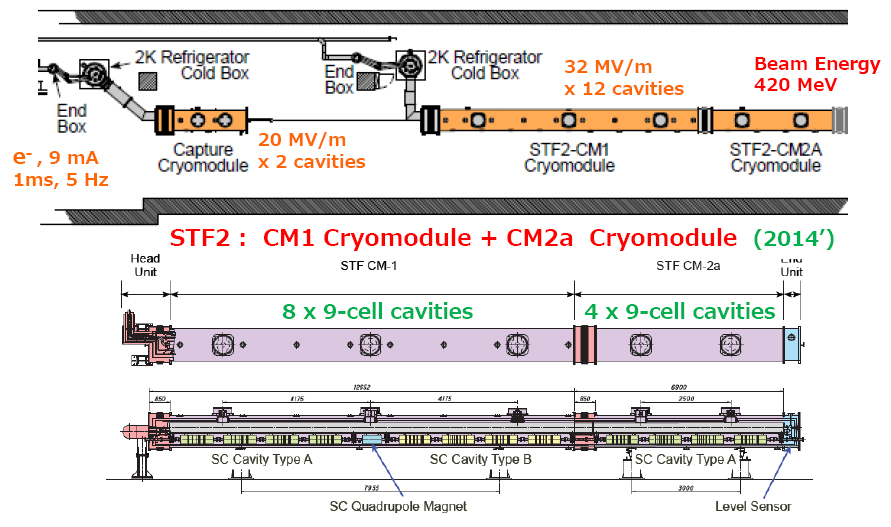 2K Refrigerator
Cold Box
End
Box
2K Refrigerator
Cold Box
End
Box
32 MV/m
x 12 cavities
Beam Energy
420 MeV
e-, 9 mA
1ms, 5 Hz
Capture
Cryomodule
20 MV/m
x 2 cavities
STF2-CM1
Cryomodule
STF2-CM2A
Cryomodule
STF2 : CM1 Cryomodule + CM2a Cryomodule (2014')
Head
Unit
STF CM-1
STF CM-2a
End
Unit
8 x 9-cell cavities
4 x 9-cell cavities
12652
6900
850
4175
4175
850
2500
SC Cavity Type A
SC Cavity Type B
SC Cavity Type A
7955
3000
SC Quadrupole Magnet
Level Sensor